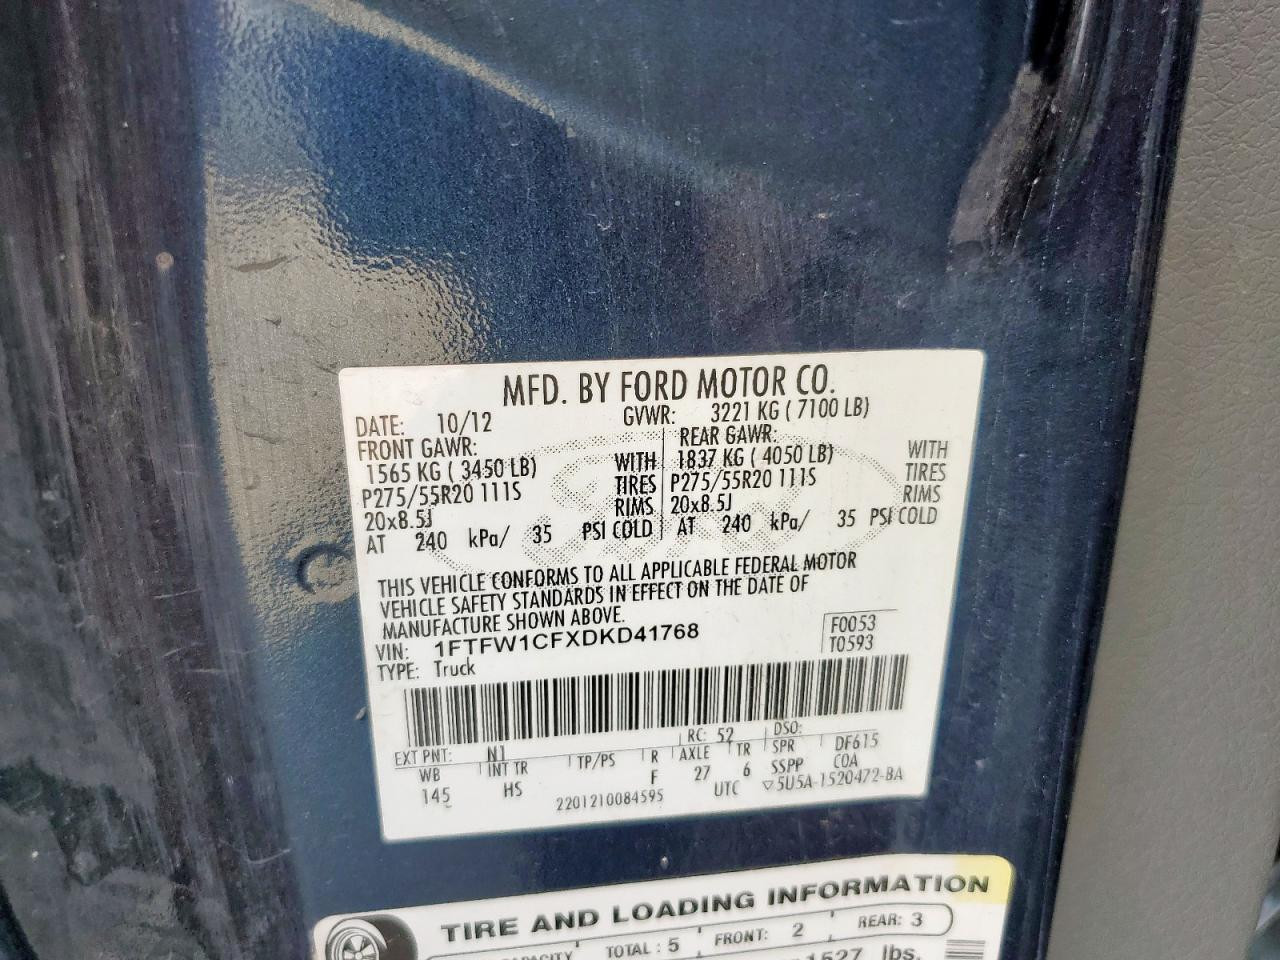 MFD. BY FORD MOTOR CO.
DATE: 10/12 GVWR: 3221 KG ( 7100 LB)
FRONT GAWR: REAR GAWR:
1565 KG ( 3450 LB) WITH 1837 KG ( 4050 LB) WITH
P275/55R20 111S TIRES P275/55R20 111S TIRES
20x8.5J RIMS 20x8.5J RIMS
AT 240 kPa/ 35 PSI COLD AT 240 kPa/ 35 PSI COLD
THIS VEHICLE CONFORMS TO ALL APPLICABLE FEDERAL MOTOR
VEHICLE SAFETY STANDARDS IN EFFECT ON THE DATE OF
MANUFACTURE SHOWN ABOVE.
VIN: 1FTFW1CFXDKD41768 F0053
TYPE: Truck T0593
EXT PNT: N1 RC: 52 DSO:
WB INT TR TP/PS R AXLE TR SPR DF615
145 HS F 27 6 SSPP COA
2201210084595 UTC ▽5U5A-1520472-BA
TIRE AND LOADING INFORMATION
TOTAL : 5 FRONT: 2 REAR: 3
1527 lbs.